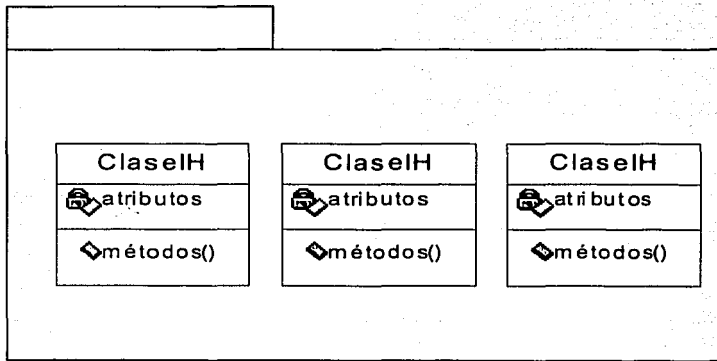 ClaseIH ClaseIH ClaseIH
atributos atributos atributos
métodos() métodos() métodos()